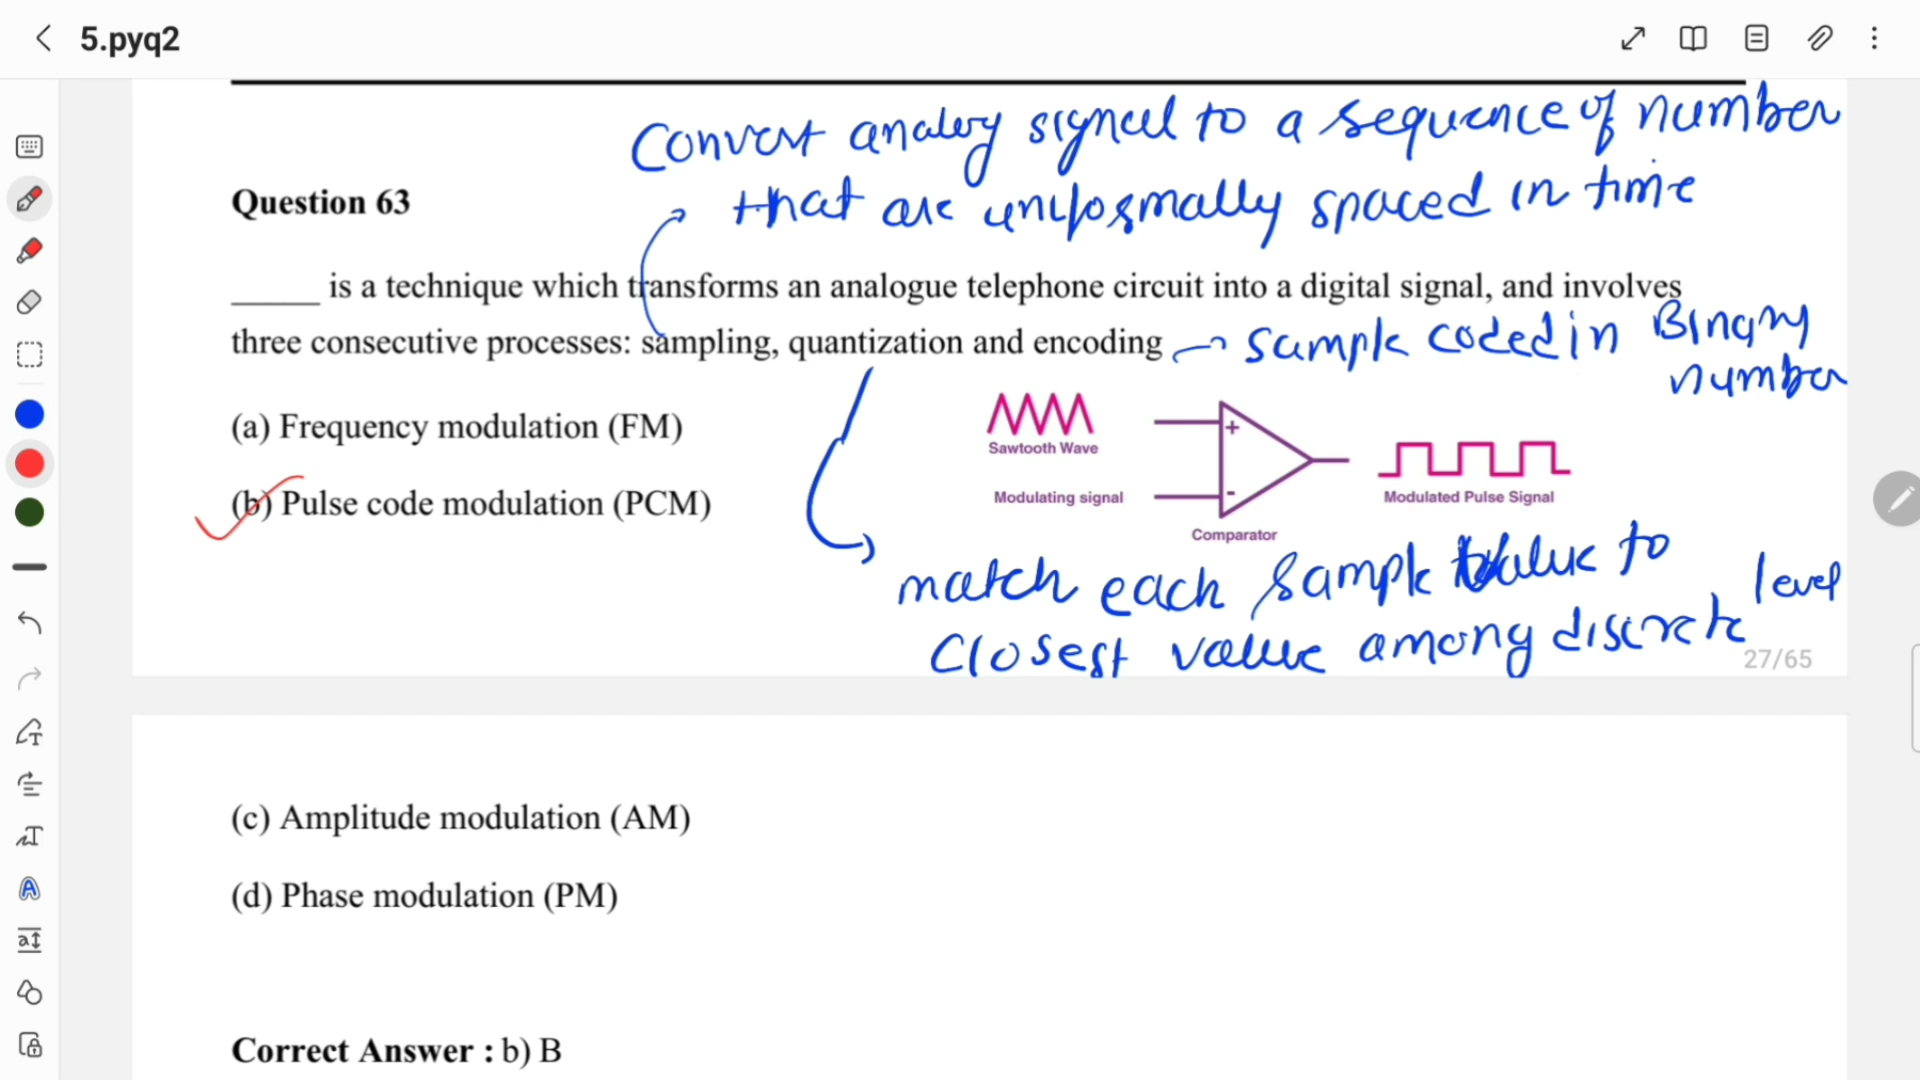 5.pyq2
Convert analog signal to a sequence of number
that are uniformally spaced in time
Question 63
_____ is a technique which transforms an analogue telephone circuit into a digital signal, and involves
three consecutive processes: sampling, quantization and encoding
sample coded in Binary
number
(a) Frequency modulation (FM)
(b) Pulse code modulation (PCM)
Sawtooth Wave
Modulating signal
+
-
Comparator
Modulated Pulse Signal
match each sample value to
closest value among discrete level
27/65
(c) Amplitude modulation (AM)
(d) Phase modulation (PM)
Correct Answer : b) B